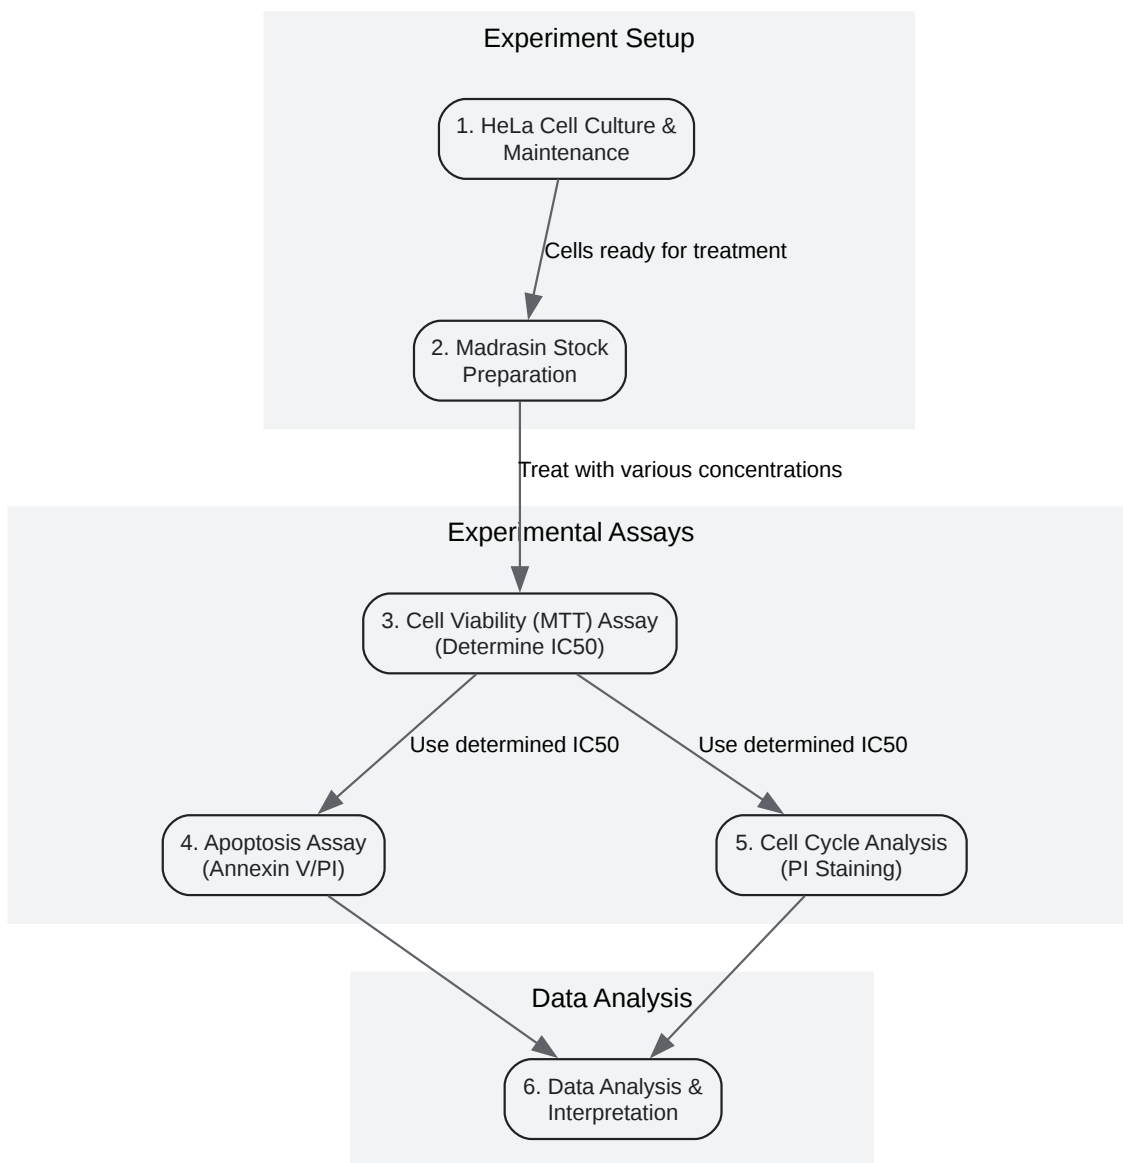 Experiment Setup
1. HeLa Cell Culture &
Maintenance
Cells ready for treatment
2. Madrasin Stock
Preparation
Treat with various concentrations
Experimental Assays
3. Cell Viability (MTT) Assay
(Determine IC50)
Use determined IC50
Use determined IC50
4. Apoptosis Assay
(Annexin V/PI)
5. Cell Cycle Analysis
(PI Staining)
Data Analysis
6. Data Analysis &
Interpretation